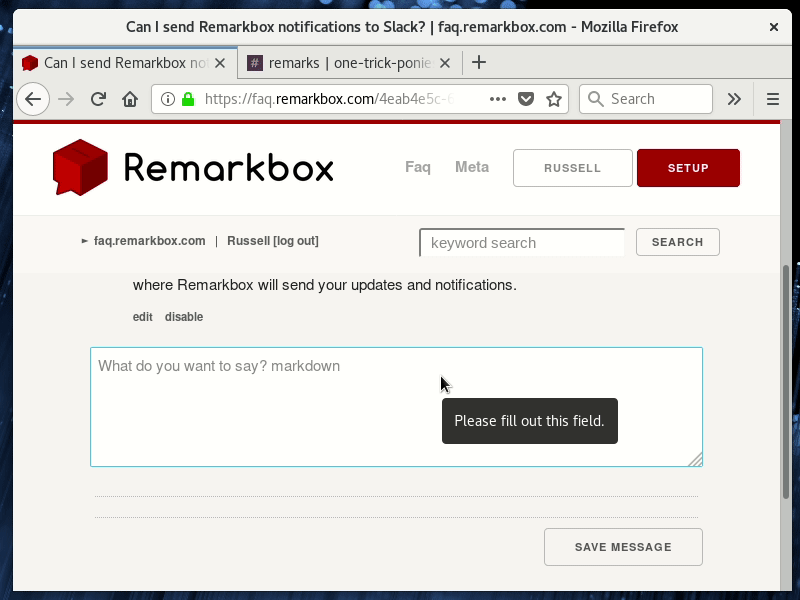 Can I send Remarkbox notifications to Slack? | faq.remarkbox.com - Mozilla Firefox
Can I send Remarkbox no
# remarks | one-trick-ponie
https://faq.remarkbox.com/4eab4e5c-6
Search
Remarkbox
Faq
Meta
RUSSELL
SETUP
► faq.remarkbox.com | Russell [log out]
keyword search
SEARCH
where Remarkbox will send your updates and notifications.
edit disable
What do you want to say? markdown
Please fill out this field.
SAVE MESSAGE